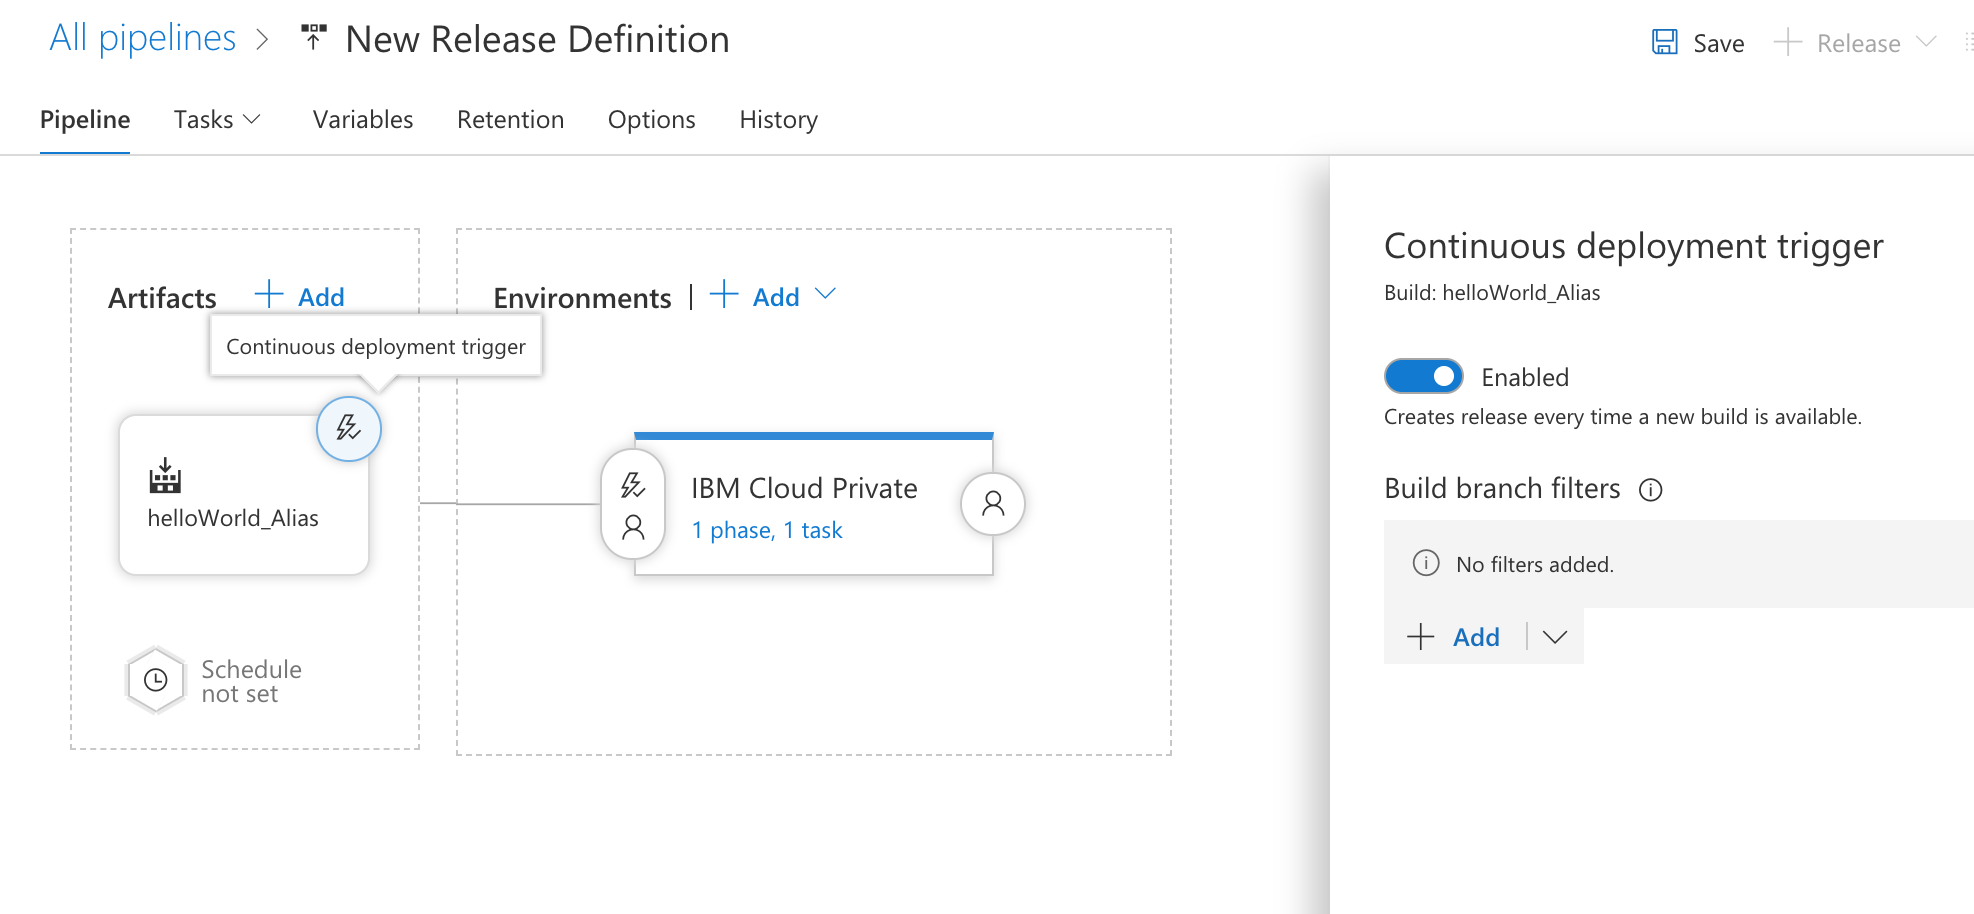 All pipelines > New Release Definition
Save
Release
Pipeline
Tasks
Variables
Retention
Options
History
Artifacts
Add
Environments
Add
Continuous deployment trigger
helloWorld_Alias
IBM Cloud Private
1 phase, 1 task
Schedule
not set
Continuous deployment trigger
Build: helloWorld_Alias
Enabled
Creates release every time a new build is available.
Build branch filters
No filters added.
Add